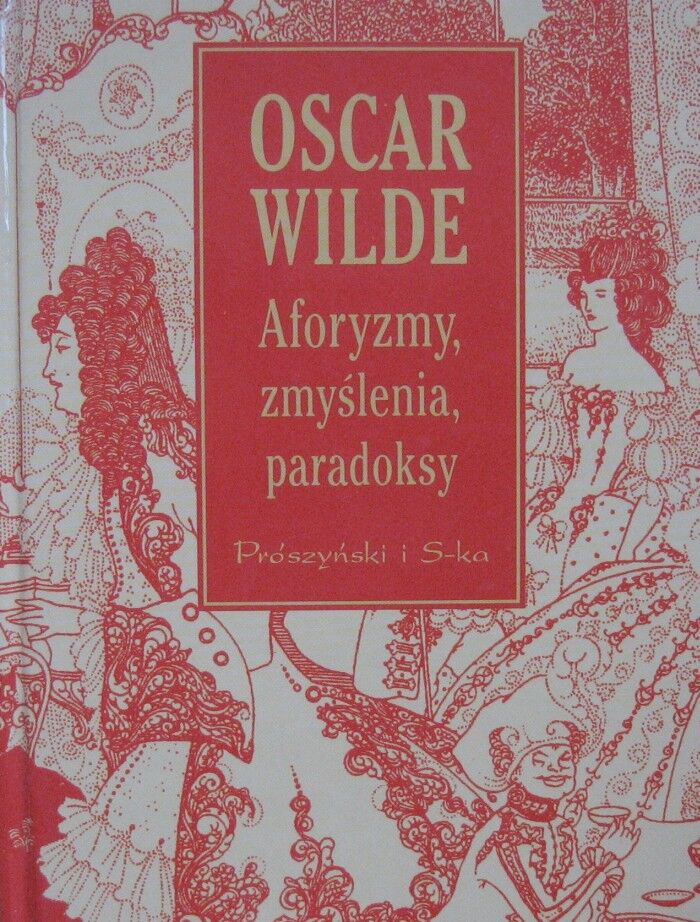 OSCAR
WILDE
Aforyzmy,
zmyślenia,
paradoksy
Prószyński i S-ka